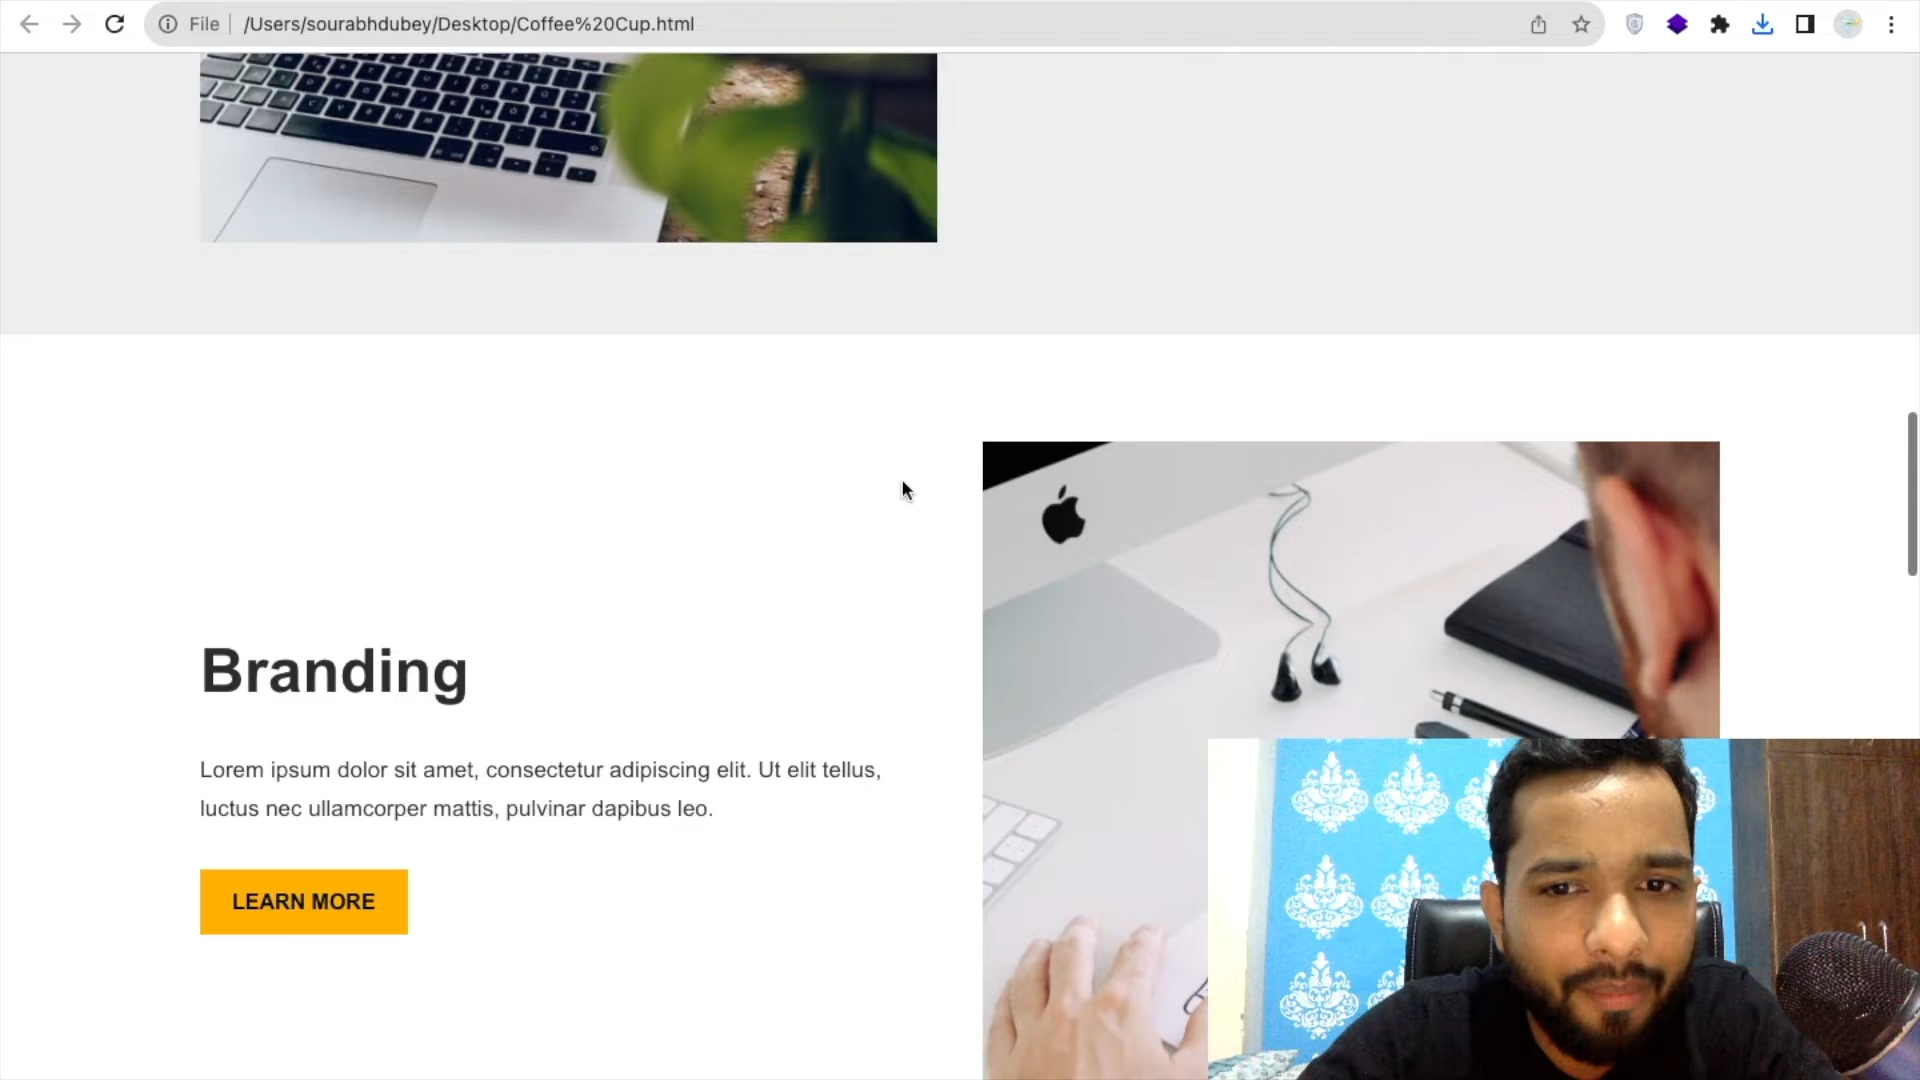 File
/Users/sourabhdubey/Desktop/Coffee%20Cup.html
Branding
Lorem ipsum dolor sit amet, consectetur adipiscing elit. Ut elit tellus,
luctus nec ullamcorper mattis, pulvinar dapibus leo.
LEARN MORE